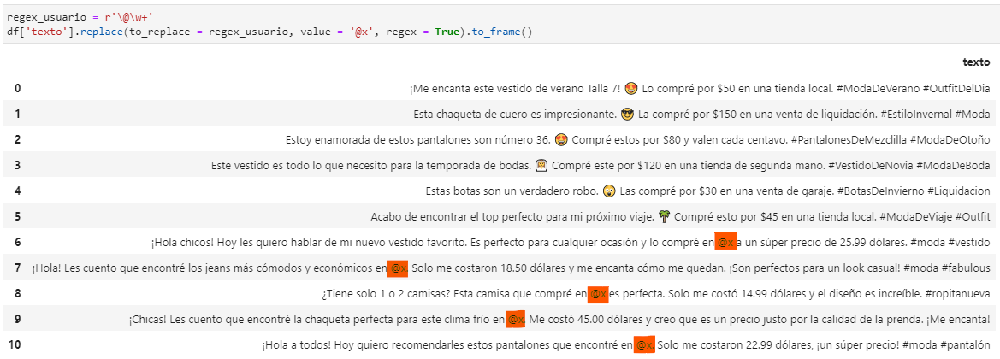 regex_usuario = r'\@\w+'
df['texto'].replace(to_replace = regex_usuario, value = '@x', regex = True).to_frame()
texto
0 ¡Me encanta este vestido de verano Talla 7! 😍 Lo compré por $50 en una tienda local. #ModaDeVerano #OutfitDelDia
1 Esta chaqueta de cuero es impresionante. 😎 La compré por $150 en una venta de liquidación. #EstiloInvernal #Moda
2 Estoy enamorada de estos pantalones son número 36. 😍 Compré estos por $80 y valen cada centavo. #PantalonesDeMezclilla #ModaDeOtoño
3 Este vestido es todo lo que necesito para la temporada de bodas. 👰 Compré este por $120 en una tienda de segunda mano. #VestidoDeNovia #ModaDeBoda
4 Estas botas son un verdadero robo. 😲 Las compré por $30 en una venta de garaje. #BotasDeInvierno #Liquidacion
5 Acabo de encontrar el top perfecto para mi próximo viaje. 🌴 Compré esto por $45 en una tienda local. #ModaDeViaje #Outfit
6 ¡Hola chicos! Hoy les quiero hablar de mi nuevo vestido favorito. Es perfecto para cualquier ocasión y lo compré en @x a un súper precio de 25.99 dólares. #moda #vestido
7 ¡Hola! Les cuento que encontré los jeans más cómodos y económicos en @x. Solo me costaron 18.50 dólares y me encanta cómo me quedan. ¡Son perfectos para un look casual! #moda #fabulous
8 ¿Tiene solo 1 o 2 camisas? Esta camisa que compré en @x es perfecta. Solo me costó 14.99 dólares y el diseño es increíble. #ropitanueva
9 ¡Chicas! Les cuento que encontré la chaqueta perfecta para este clima frío en @x. Me costó 45.00 dólares y creo que es un precio justo por la calidad de la prenda. ¡Me encanta!
10 ¡Hola a todos! Hoy quiero recomendarles estos pantalones que encontré en @x. Solo me costaron 22.99 dólares, ¡un súper precio! #moda #pantalón